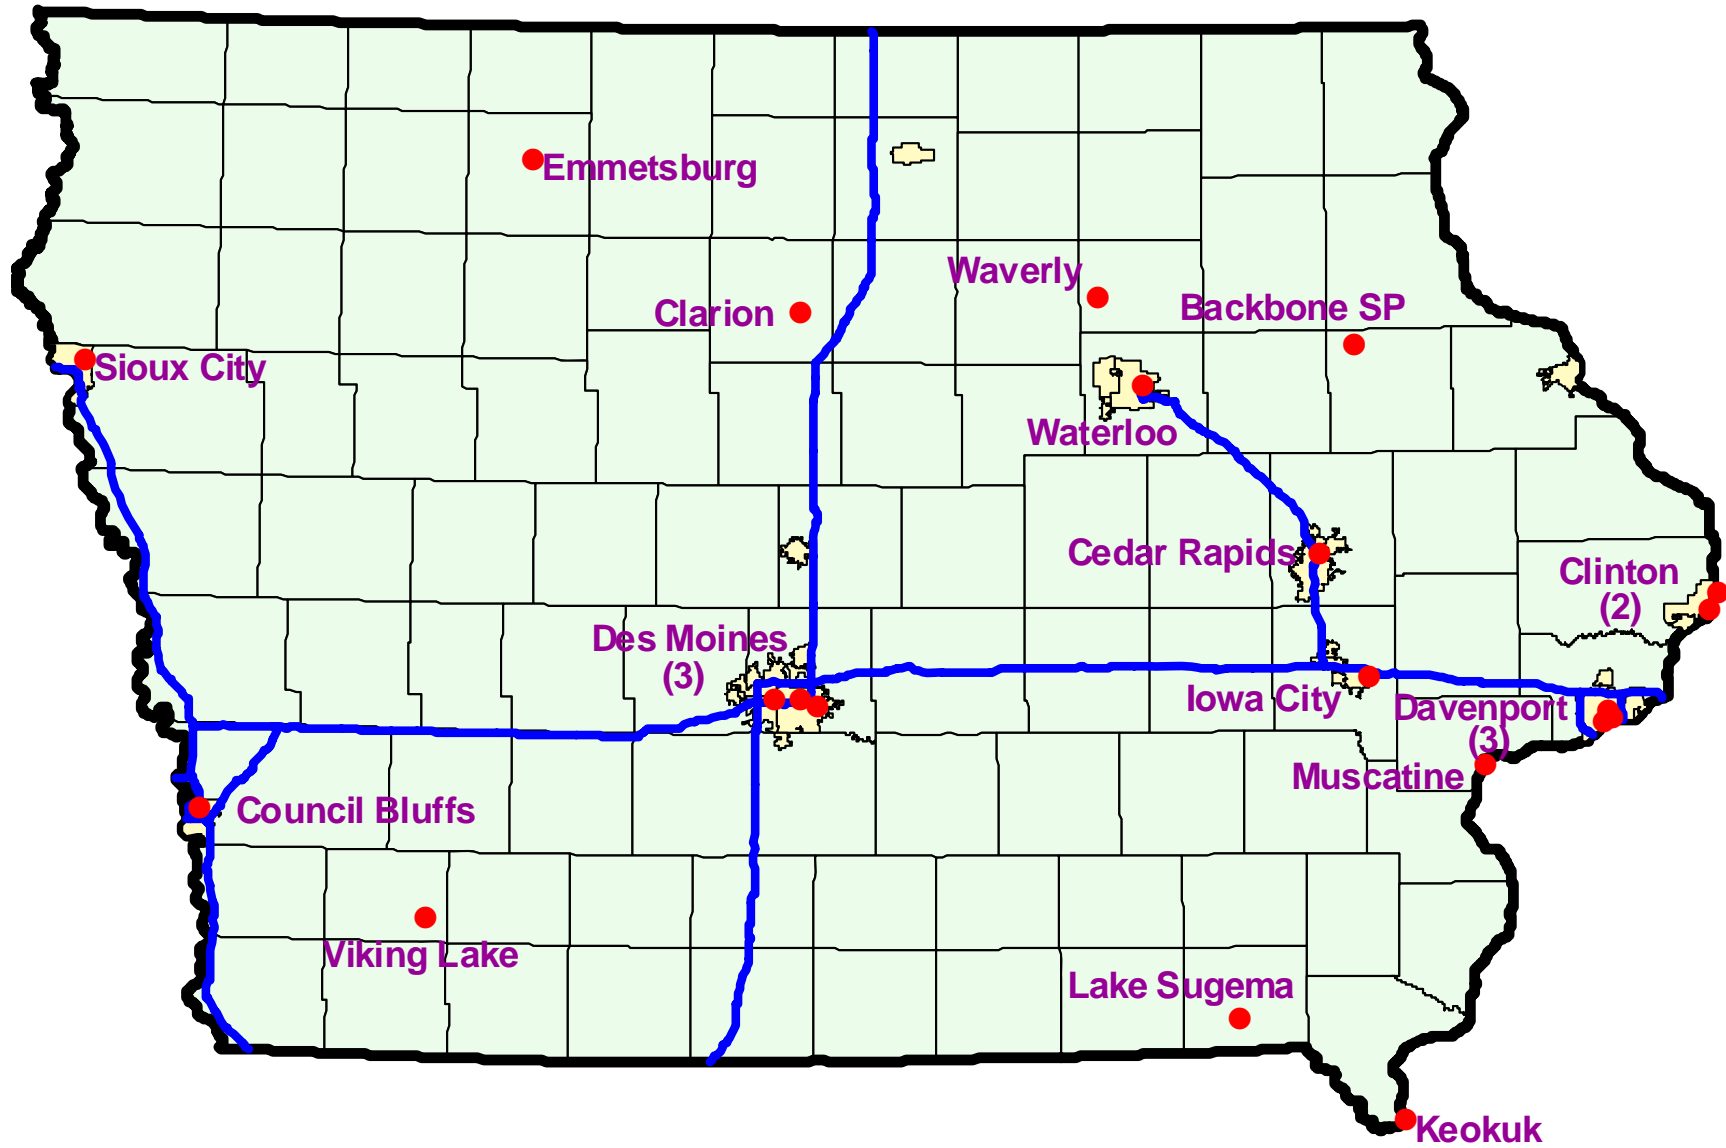 Emmetsburg
Waverly
Clarion
Backbone SP
Sioux City
Waterloo
Cedar Rapids
Clinton
(2)
Des Moines
(3)
Iowa City
Davenport
(3)
Muscatine
Council Bluffs
Viking Lake
Lake Sugema
Keokuk